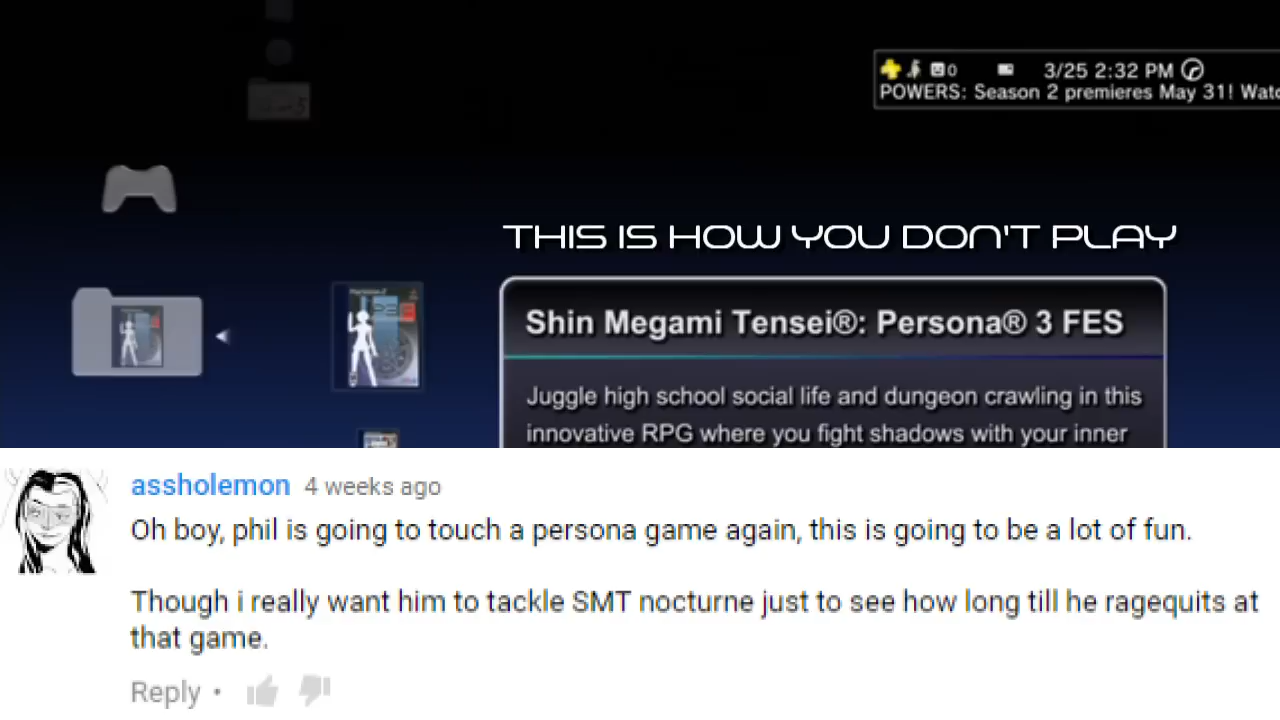 0 3/25 2:32 PM
POWERS: Season 2 premieres May 31! Watc
THIS IS HOW YOU DON'T PLAY
Shin Megami Tensei®: Persona® 3 FES
Juggle high school social life and dungeon crawling in this
innovative RPG where you fight shadows with your inner
assholemon 4 weeks ago
Oh boy, phil is going to touch a persona game again, this is going to be a lot of fun.
Though i really want him to tackle SMT nocturne just to see how long till he ragequits at
that game.
Reply •